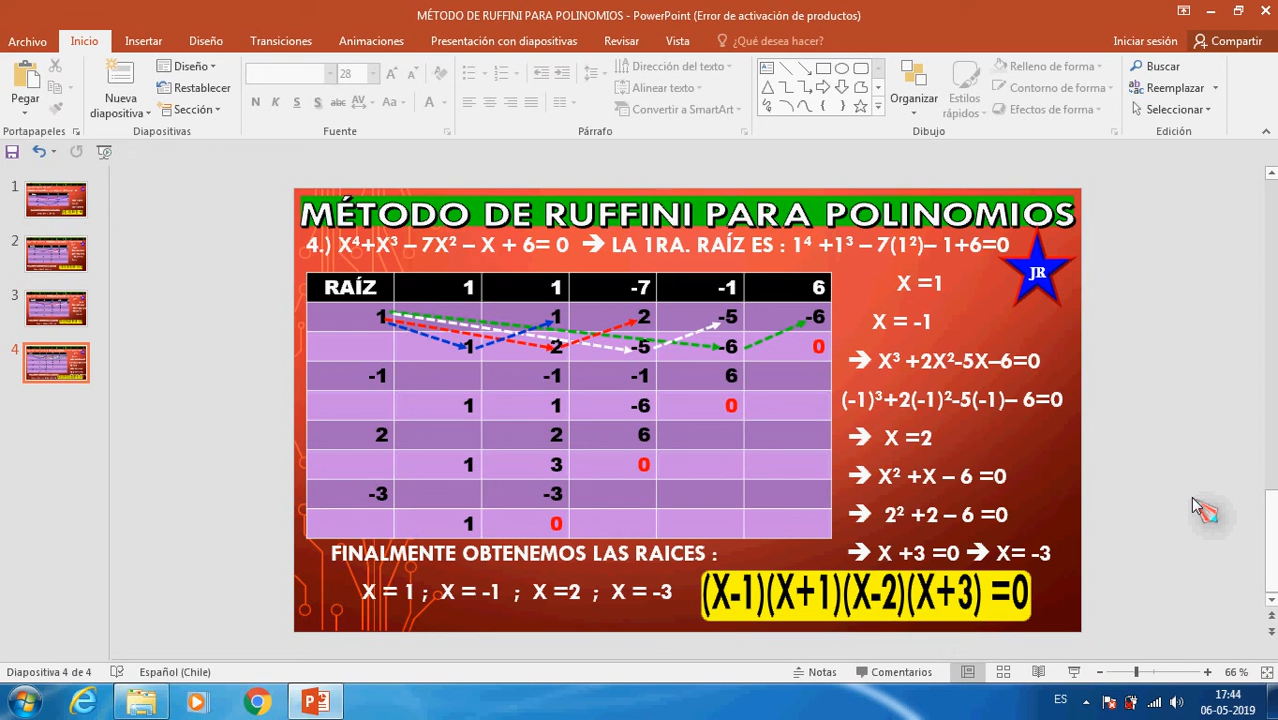 MÉTODO DE RUFFINI PARA POLINOMIOS - PowerPoint (Error de activación de productos)
Archivo Inicio Insertar Diseño Transiciones Animaciones Presentación con diapositivas Revisar Vista ¿Qué desea hacer? Iniciar sesión Compartir
Pegar
Nueva diapositiva
Diseño
Restablecer
Sección
28
N K S S abc AV Aa A
Dirección del texto
Alinear texto
Convertir a SmartArt
Organizar
Estilos rápidos
Relleno de forma
Contorno de forma
Efectos de forma
Buscar
Reemplazar
Seleccionar
Portapapeles Diapositivas Fuente Párrafo Dibujo Edición
1
2
3
4
MÉTODO DE RUFFINI PARA POLINOMIOS
4.) X⁴+X³ – 7X² – X + 6= 0 ➔ LA 1RA. RAÍZ ES : 1⁴ +1³ – 7(1²)– 1+6=0
JR
RAÍZ 1 1 -7 -1 6
1 1 2 -5 -6
1 2 -5 -6 0
-1 -1 -1 6
1 1 -6 0
2 2 6
1 3 0
-3 -3
1 0
X =1
X = -1
➔ X³ +2X²-5X–6=0
(-1)³+2(-1)²-5(-1)– 6=0
➔ X =2
➔ X² +X – 6 =0
➔ 2² +2 – 6 =0
➔ X +3 =0 ➔ X= -3
FINALMENTE OBTENEMOS LAS RAICES :
X = 1 ; X = -1 ; X =2 ; X = -3
(X-1)(X+1)(X-2)(X+3) =0
Diapositiva 4 de 4 Español (Chile) Notas Comentarios 66 %
ES 17:44
06-05-2019